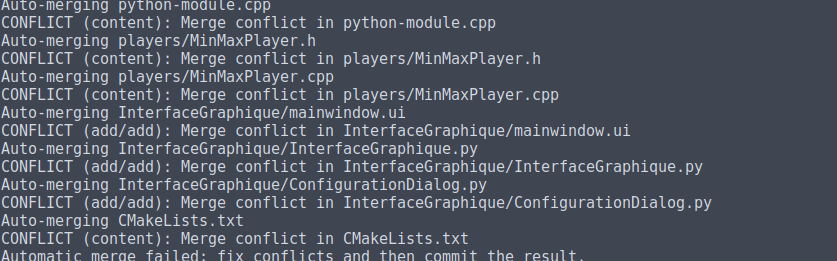 Auto-merging python-module.cpp
CONFLICT (content): Merge conflict in python-module.cpp
Auto-merging players/MinMaxPlayer.h
CONFLICT (content): Merge conflict in players/MinMaxPlayer.h
Auto-merging players/MinMaxPlayer.cpp
CONFLICT (content): Merge conflict in players/MinMaxPlayer.cpp
Auto-merging InterfaceGraphique/mainwindow.ui
CONFLICT (add/add): Merge conflict in InterfaceGraphique/mainwindow.ui
Auto-merging InterfaceGraphique/InterfaceGraphique.py
CONFLICT (add/add): Merge conflict in InterfaceGraphique/InterfaceGraphique.py
Auto-merging InterfaceGraphique/ConfigurationDialog.py
CONFLICT (add/add): Merge conflict in InterfaceGraphique/ConfigurationDialog.py
Auto-merging CMakeLists.txt
CONFLICT (content): Merge conflict in CMakeLists.txt
Automatic merge failed; fix conflicts and then commit the result.